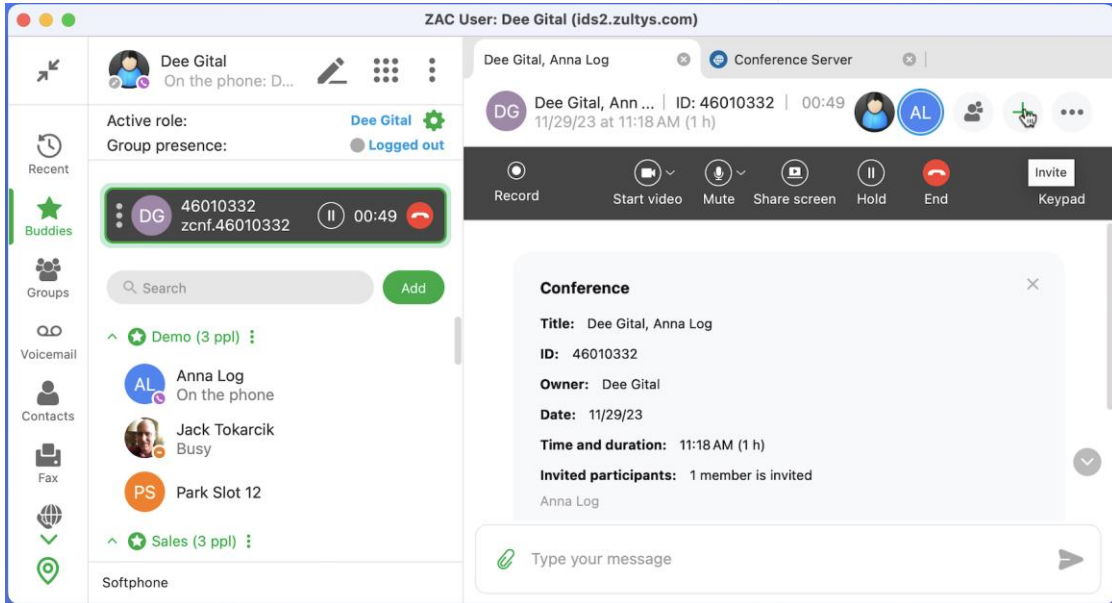 ZAC User: Dee Gital (ids2.zultys.com)
Recent
Buddies
Groups
Voicemail
Contacts
Fax
Dee Gital
On the phone: D...
Active role:
Dee Gital
Group presence:
Logged out
DG
46010332
zcnf.46010332
00:49
Search
Add
Demo (3 ppl)
AL
Anna Log
On the phone
Jack Tokarcik
Busy
PS
Park Slot 12
Sales (3 ppl)
Softphone
Dee Gital, Anna Log
Conference Server
DG
Dee Gital, Ann ... | ID: 46010332 | 00:49
11/29/23 at 11:18 AM (1 h)
AL
Record
Start video
Mute
Share screen
Hold
End
Invite
Keypad
Conference
Title: Dee Gital, Anna Log
ID: 46010332
Owner: Dee Gital
Date: 11/29/23
Time and duration: 11:18 AM (1 h)
Invited participants: 1 member is invited
Anna Log
Type your message